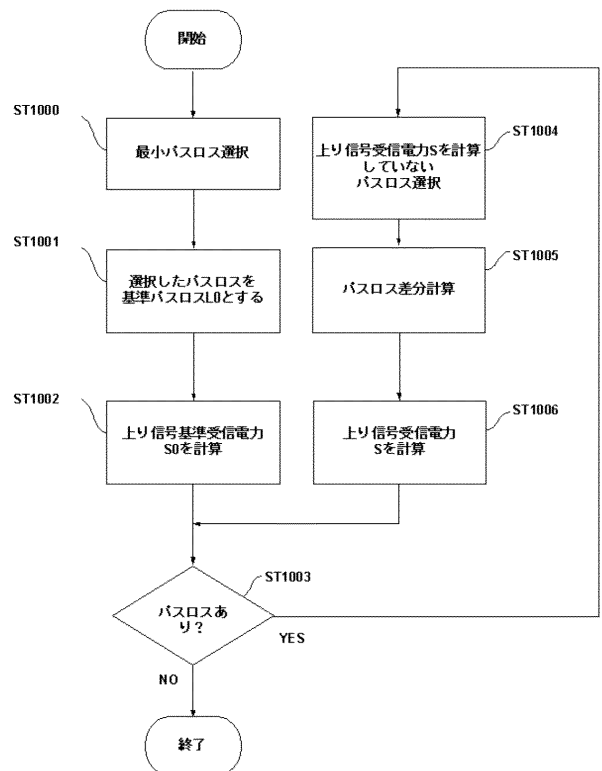 開始
ST1000
最小パスロス選択
ST1001
選択したパスロスを
基準パスロスL0とする
ST1002
上り信号基準受信電力
S0を計算
ST1003
パスロスあ
り？
YES
NO
終了
ST1004
上り信号受信電力Sを計算
していない
パスロス選択
ST1005
パスロス差分計算
ST1006
上り信号受信電力
Sを計算